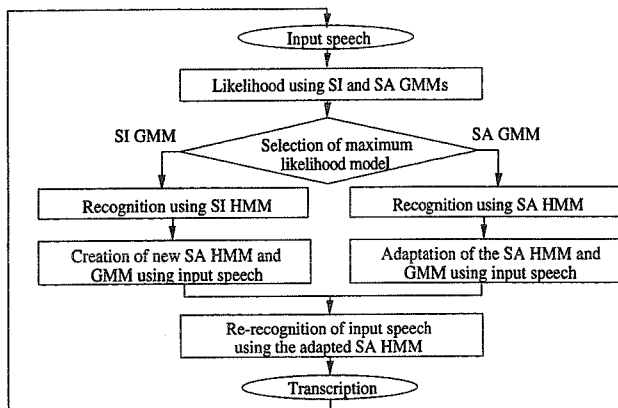 Input speech
Likelihood using SI and SA GMMs
SI GMM
SA GMM
Selection of maximum
likelihood model
Recognition using SI HMM
Recognition using SA HMM
Creation of new SA HMM and
GMM using input speech
Adaptation of the SA HMM and
GMM using input speech
Re-recognition of input speech
using the adapted SA HMM
Transcription